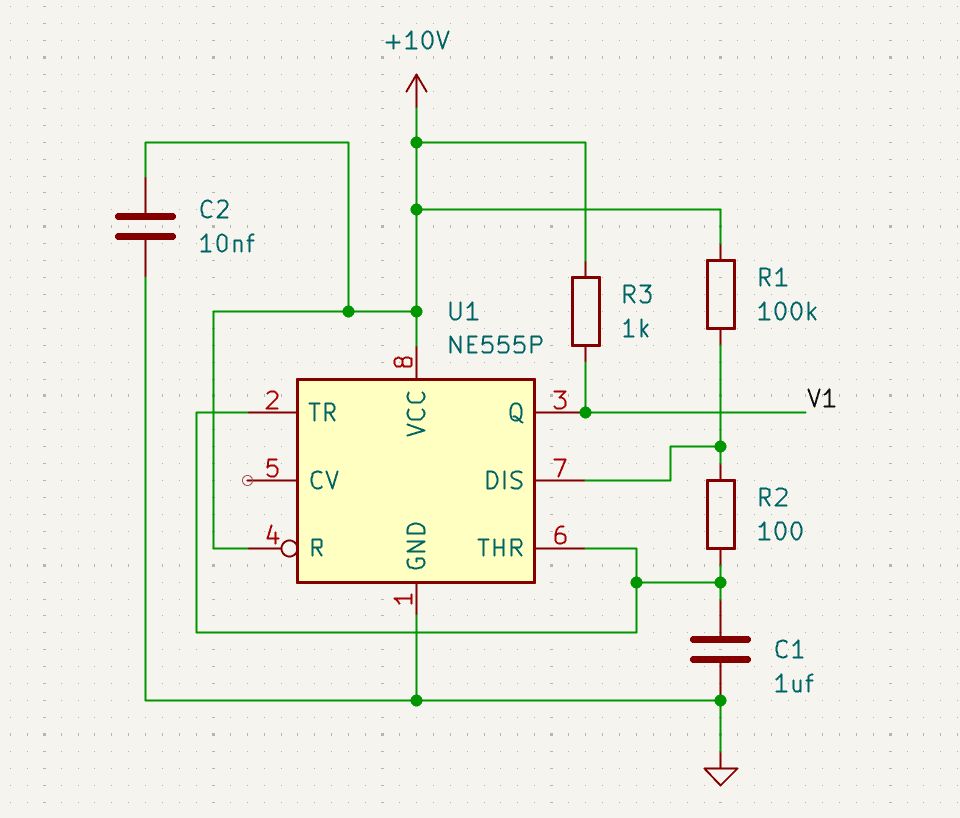 +10V
C2
10nf
R3
1k
R1
100k
U1
NE555P
8
2
TR
VCC
Q
3
V1
5
CV
DIS
7
R2
100
4
R
GND
THR
6
1
C1
1uf